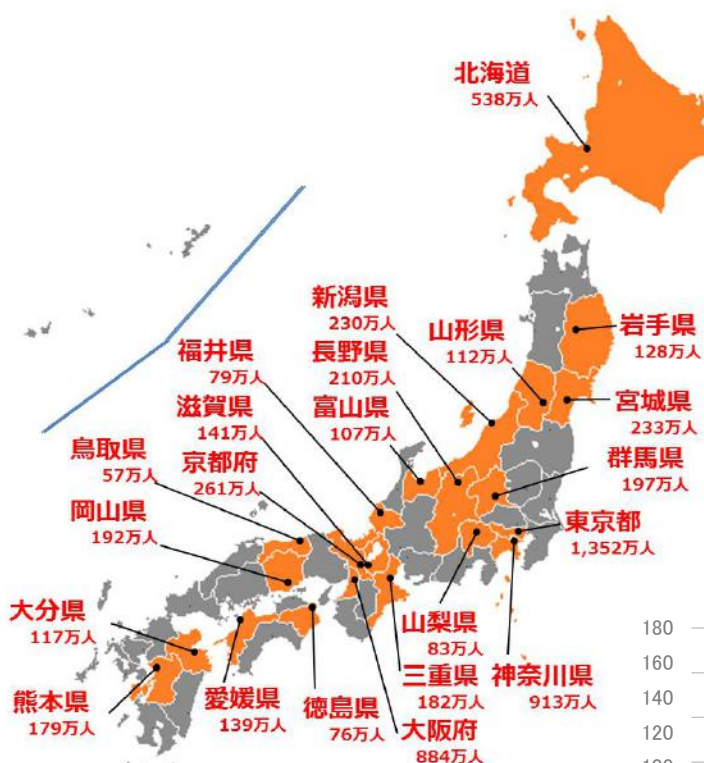 北海道
538万人
新潟県
230万人
山形県
112万人
岩手県
128万人
福井県
79万人
長野県
210万人
滋賀県
141万人
富山県
107万人
宮城県
233万人
鳥取県
57万人
京都府
261万人
群馬県
197万人
岡山県
192万人
東京都
1,352万人
大分県
117万人
山梨県
83万人
熊本県
179万人
愛媛県
139万人
徳島県
76万人
三重県
182万人
神奈川県
913万人
大阪府
884万人
180
160
140
120